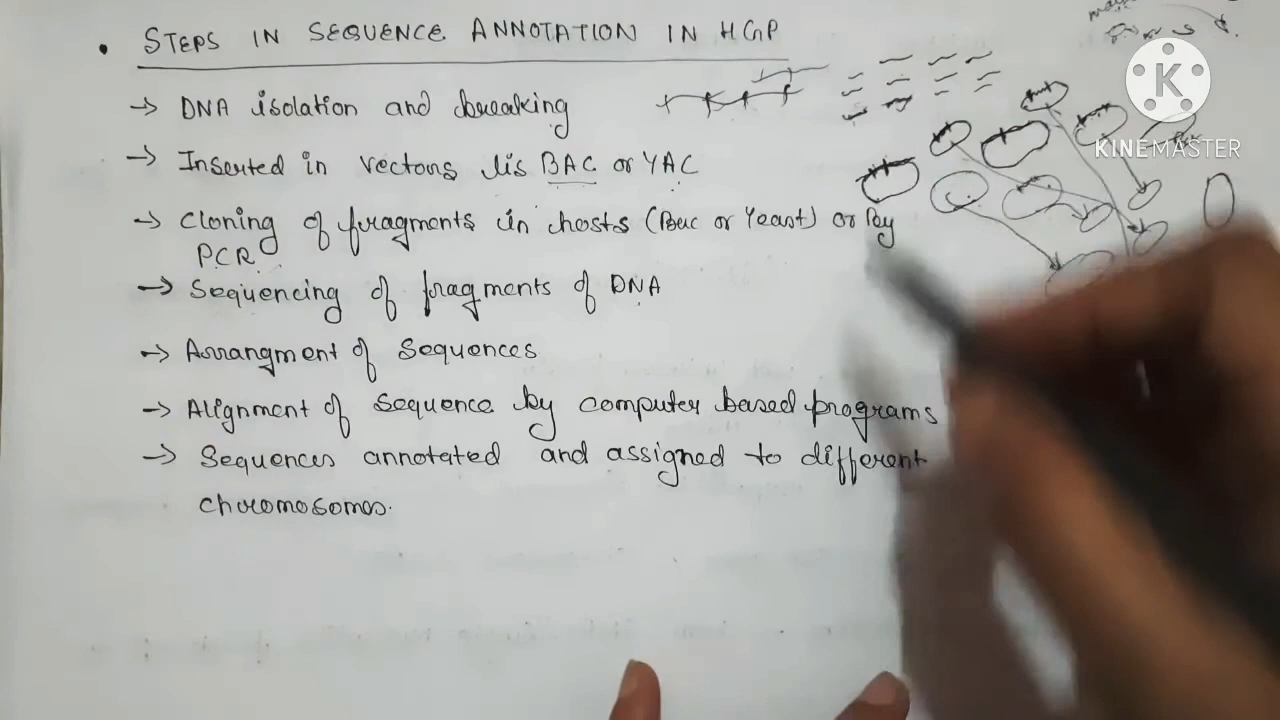 • STEPS IN SEQUENCE ANNOTATION IN HGP
→ DNA isolation and breaking
→ Inserted in vectors BAC or YAC
→ Cloning of fragments in hosts (Bac or Yeast) or by
PCR
→ Sequencing of fragments of DNA
→ Arrangment of sequences
→ Alignment of sequence by computer based programs
→ Sequences annotated and assigned to different
chromosomes.
K
KINEMASTER